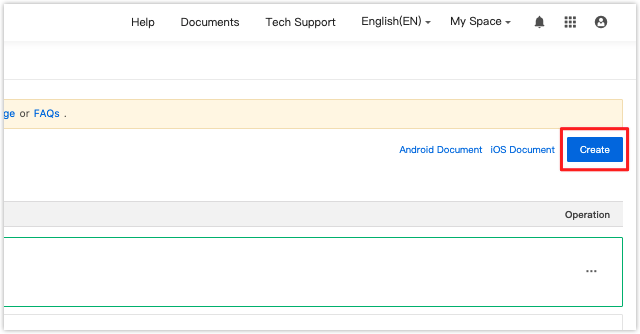 Help Documents Tech Support English(EN) My Space
ge or FAQs .
Android Document iOS Document Create
Operation
...